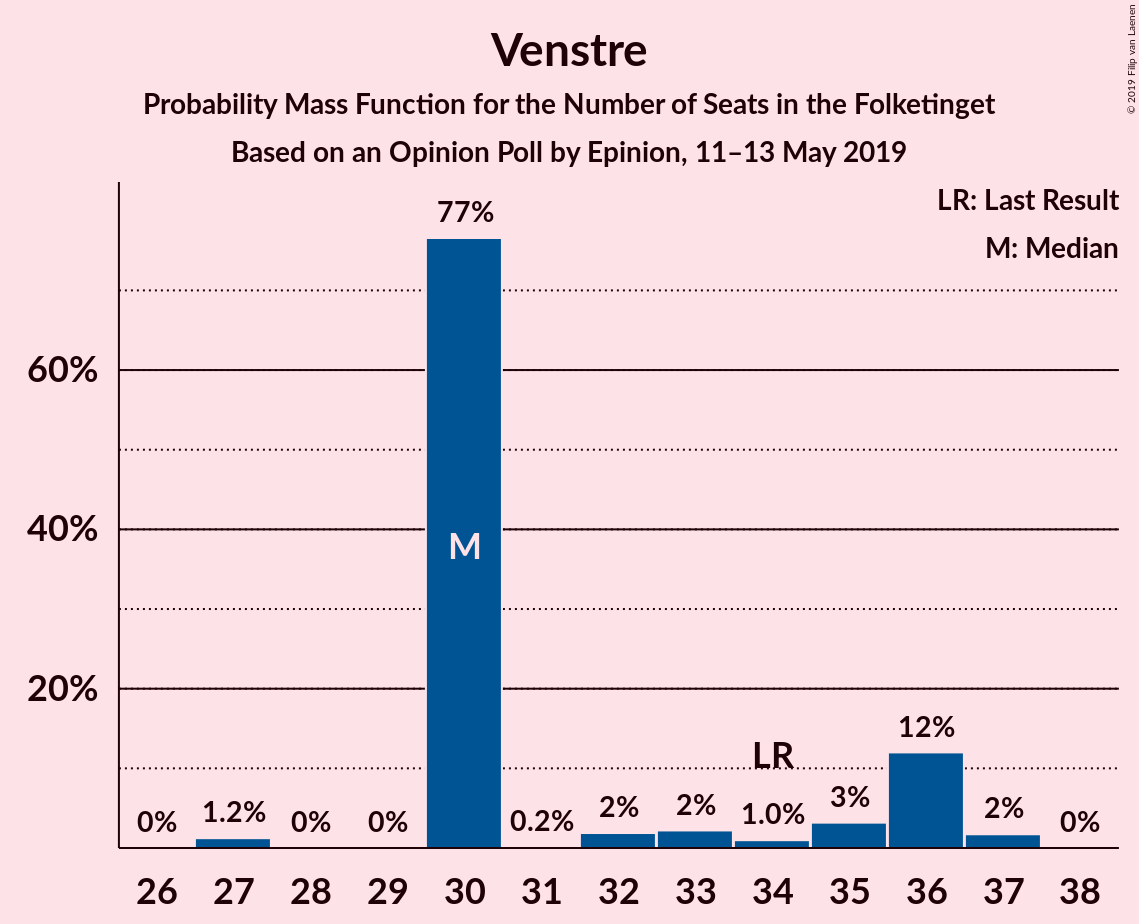 Venstre
Probability Mass Function for the Number of Seats in the Folketinget
Based on an Opinion Poll by Epinion, 11–13 May 2019
© 2019 Filip van Laenen
LR: Last Result
M: Median
77%
60%
40%
M
20%
12%
LR
0%
1.2%
0%
0%
0.2%
2%
2%
1.0%
3%
2%
0%
26 27 28 29 30 31 32 33 34 35 36 37 38